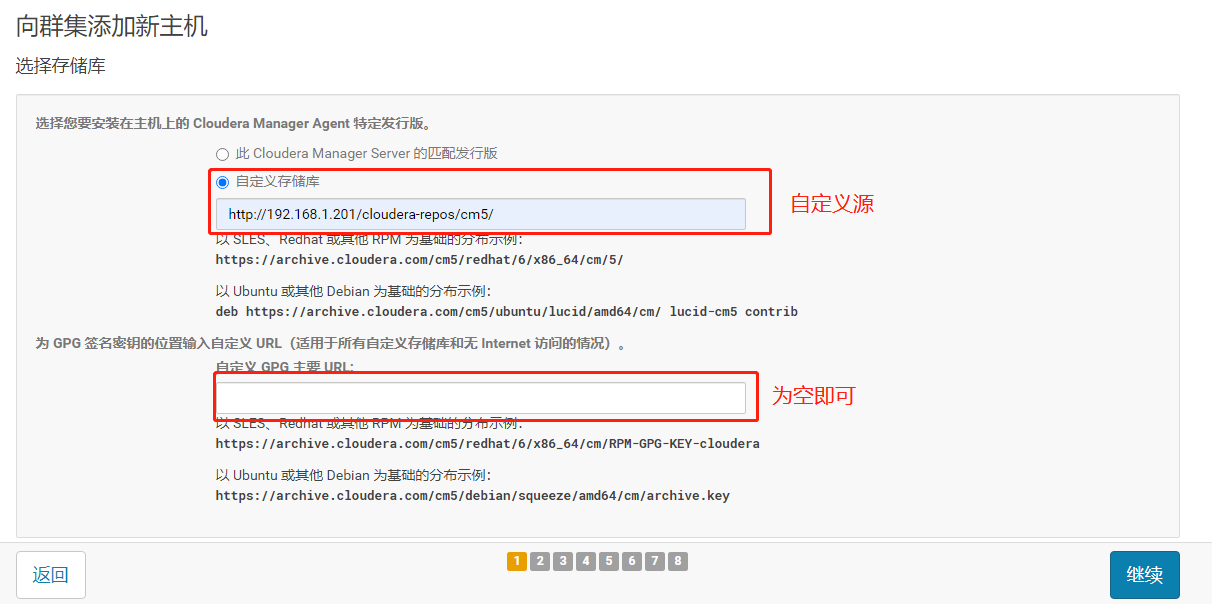 向群集添加新主机
选择存储库
选择您要安装在主机上的 Cloudera Manager Agent 特定发行版。
此 Cloudera Manager Server 的匹配发行版
自定义存储库
http://192.168.1.201/cloudera-repos/cm5/
自定义源
以 SLES、Redhat 或其他 RPM 为基础的分布示例:
https://archive.cloudera.com/cm5/redhat/6/x86_64/cm/5/
以 Ubuntu 或其他 Debian 为基础的分布示例:
deb https://archive.cloudera.com/cm5/ubuntu/lucid/amd64/cm/ lucid-cm5 contrib
为 GPG 签名密钥的位置输入自定义 URL（适用于所有自定义存储库和无 Internet 访问的情况）。
自定义 GPG 主要 URL:
为空即可
以 SLES、Redhat 或其他 RPM 为基础的分布示例:
https://archive.cloudera.com/cm5/redhat/6/x86_64/cm/RPM-GPG-KEY-cloudera
以 Ubuntu 或其他 Debian 为基础的分布示例:
https://archive.cloudera.com/cm5/debian/squeeze/amd64/cm/archive.key
返回
1 2 3 4 5 6 7 8
继续